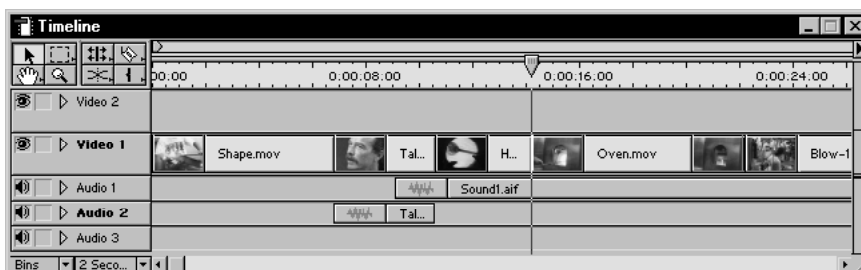 Timeline
00:00 0:00:08:00 0:00:16:00 0:00:24:00
Video 2
Video 1 Shape.mov Tal... H... Oven.mov Blow-1
Audio 1 Sound1.aif
Audio 2 Tal...
Audio 3
Bins 2 Seco...